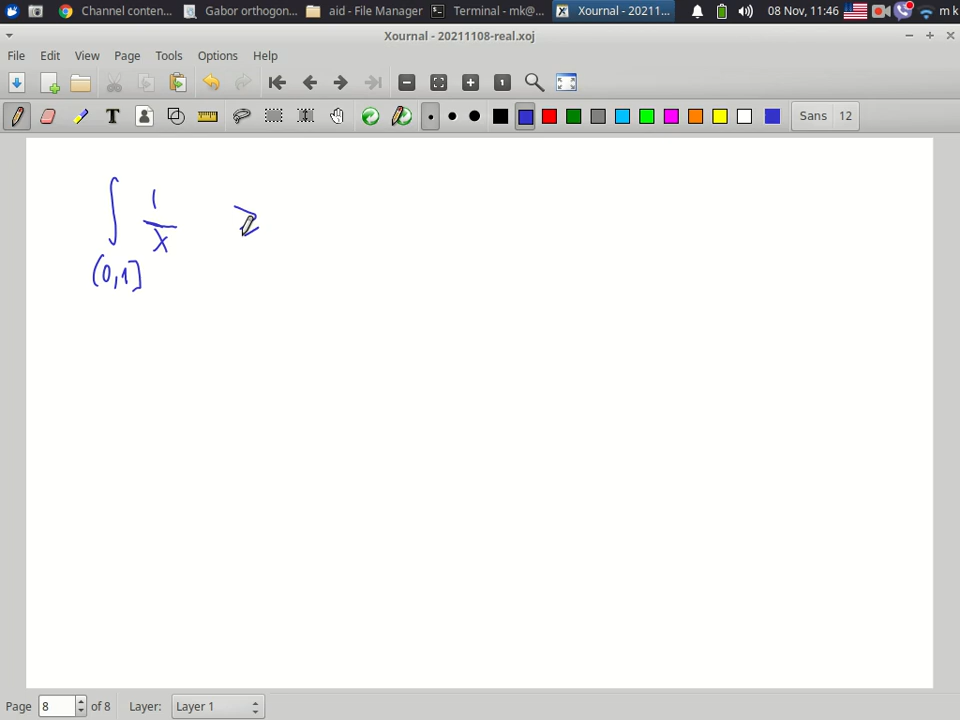 Channel conten...
Gabor orthogon...
aid - File Manager
Terminal - mk@...
Xournal - 20211...
08 Nov, 11:46
m k
Xournal - 20211108-real.xoj
File Edit View Page Tools Options Help
Sans 12
∫ 1/x ≥
(0,1]
Page 8 of 8 Layer: Layer 1